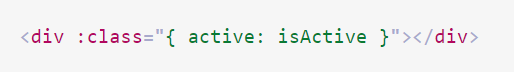 <div :class="{ active: isActive }"></div>